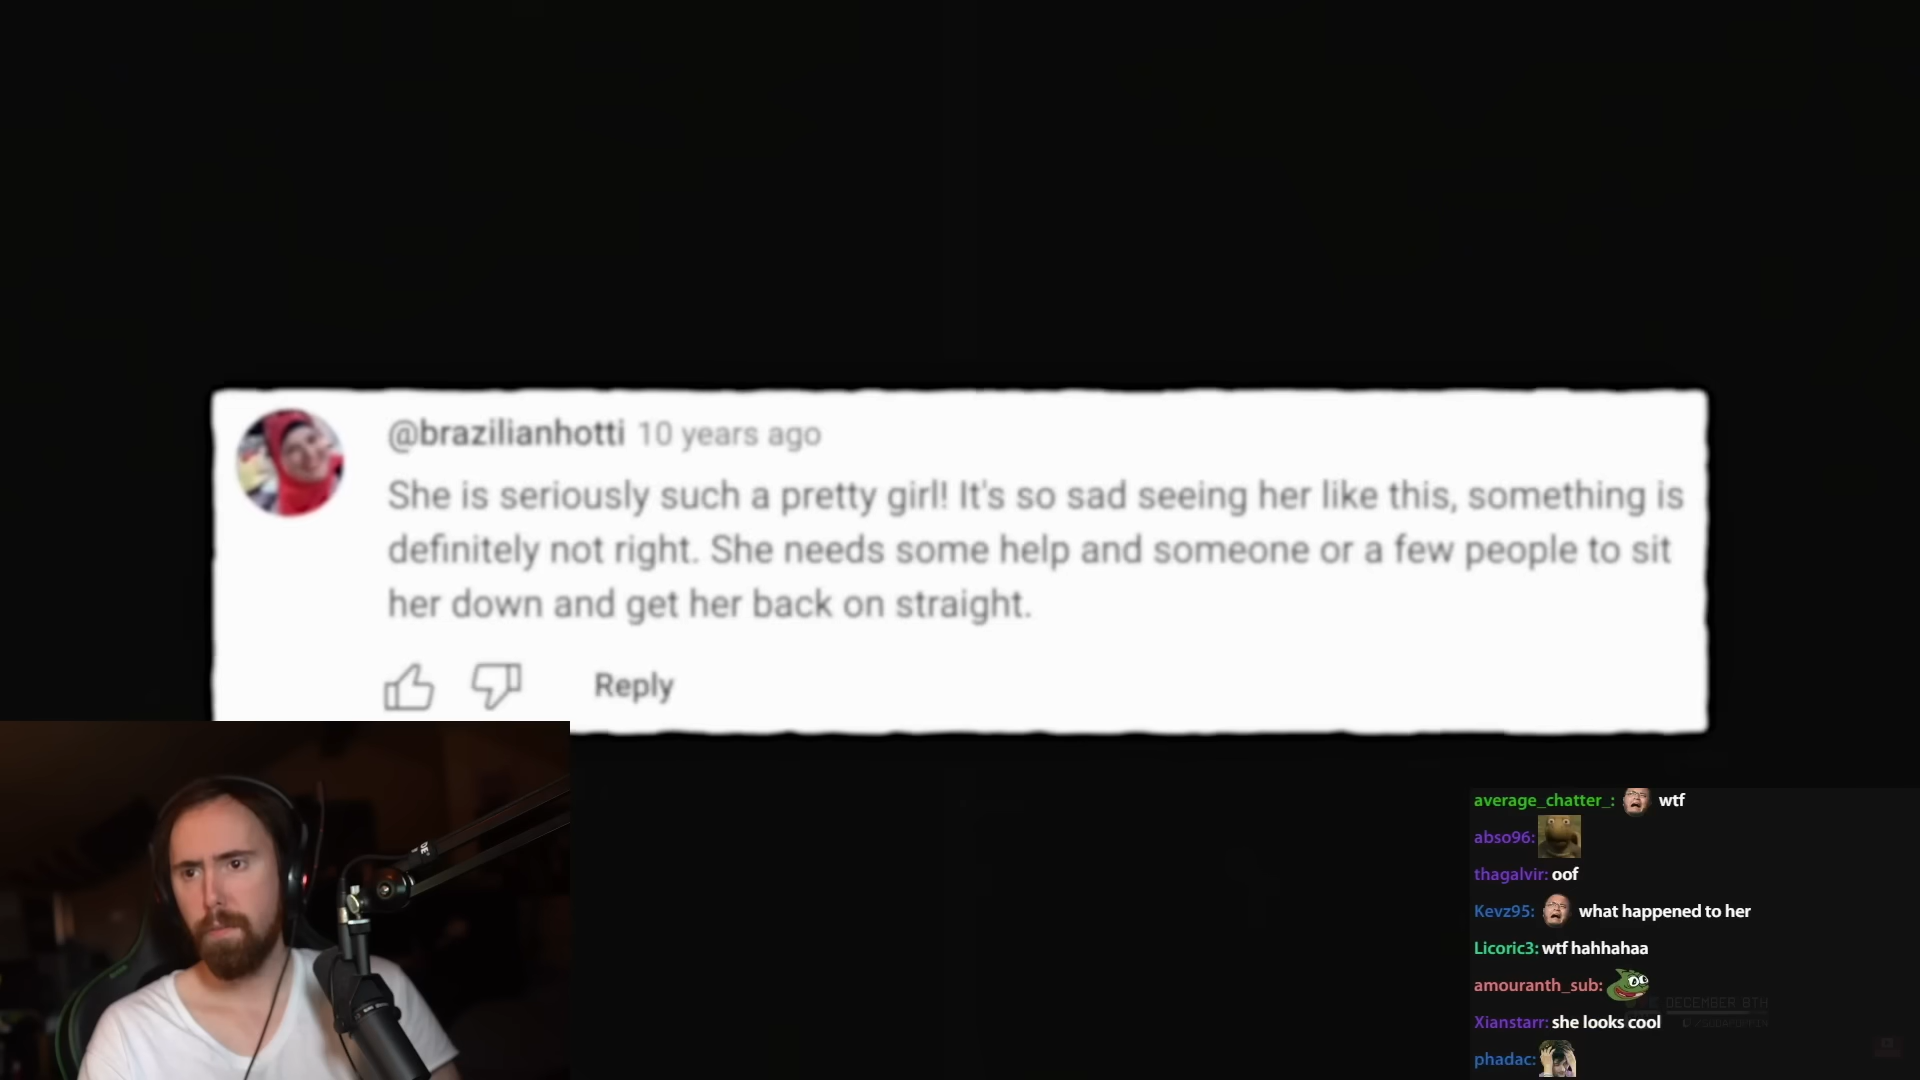 @brazilianhotti 10 years ago
She is seriously such a pretty girl! It's so sad seeing her like this, something is
definitely not right. She needs some help and someone or a few people to sit
her down and get her back on straight.
Reply
average_chatter_: wtf
abso96:
thagalvir: oof
Kevz95: what happened to her
Licoric3: wtf hahhahaa
amouranth_sub:
DECEMBER 8TH
Xianstarr: she looks cool
phadac: